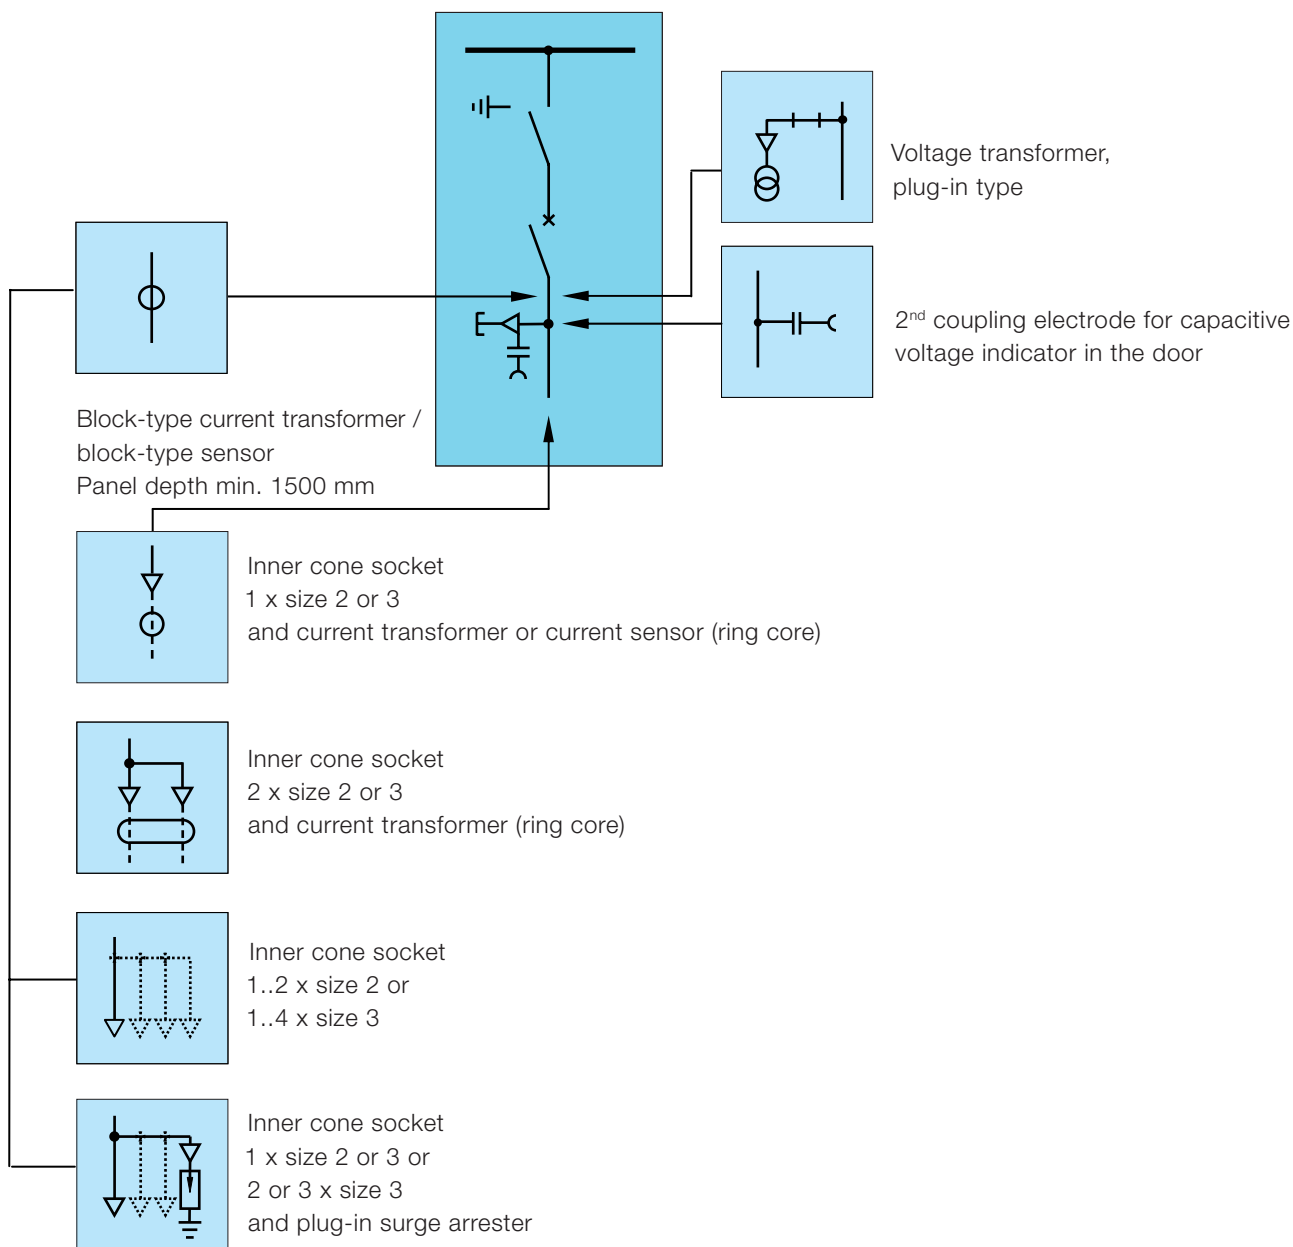 Voltage transformer,
plug-in type
2nd coupling electrode for capacitive
voltage indicator in the door
Block-type current transformer /
block-type sensor
Panel depth min. 1500 mm
Inner cone socket
1 x size 2 or 3
and current transformer or current sensor (ring core)
Inner cone socket
2 x size 2 or 3
and current transformer (ring core)
Inner cone socket
1..2 x size 2 or
1..4 x size 3
Inner cone socket
1 x size 2 or 3 or
2 or 3 x size 3
and plug-in surge arrester